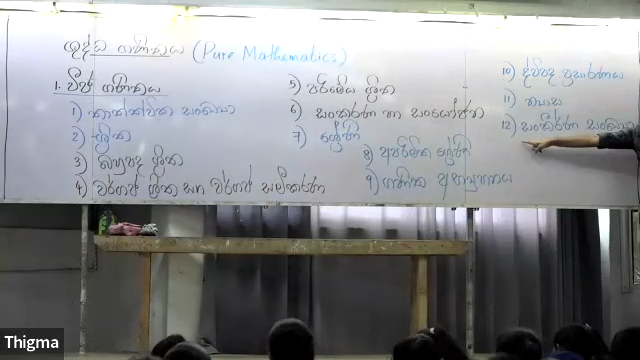 ශුද්ධ ගණිතය (Pure Mathematics)
1. වීජ ගණිතය
1) තාත්ත්වික සංඛ්‍යා
2) ශ්‍රිත
3) බහුපද ශ්‍රිත
4) වර්ගජ ශ්‍රිත සහ වර්ගජ සමීකරණ
5) පරිමේය ශ්‍රිත
6) සංකරණ හා සංයෝජන
7) ශ්‍රේණි
8) අපරිමිත ශ්‍රේණි
9) ගණිත අභ්‍යුහනය
10) ද්විපද ප්‍රසාරණය
11) න්‍යාස
12) සංකීර්ණ සංඛ්‍යා
Thigma